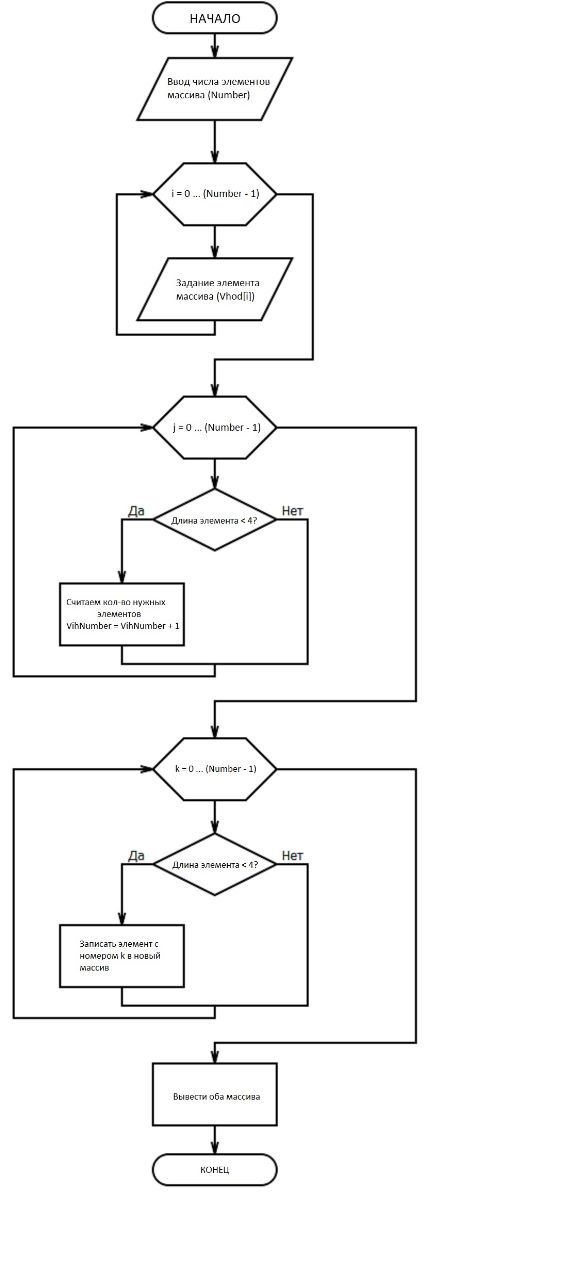 НАЧАЛО
Ввод числа элементов
массива (Number)
i = 0 ... (Number - 1)
Задание элемента
массива (Vhod[i])
j = 0 ... (Number - 1)
Да
Нет
Длина элемента < 4?
Считаем кол-во нужных
элементов
VihNumber = VihNumber + 1
k = 0 ... (Number - 1)
Да
Нет
Длина элемента < 4?
Записать элемент с
номером k в новый
массив
Вывести оба массива
КОНЕЦ